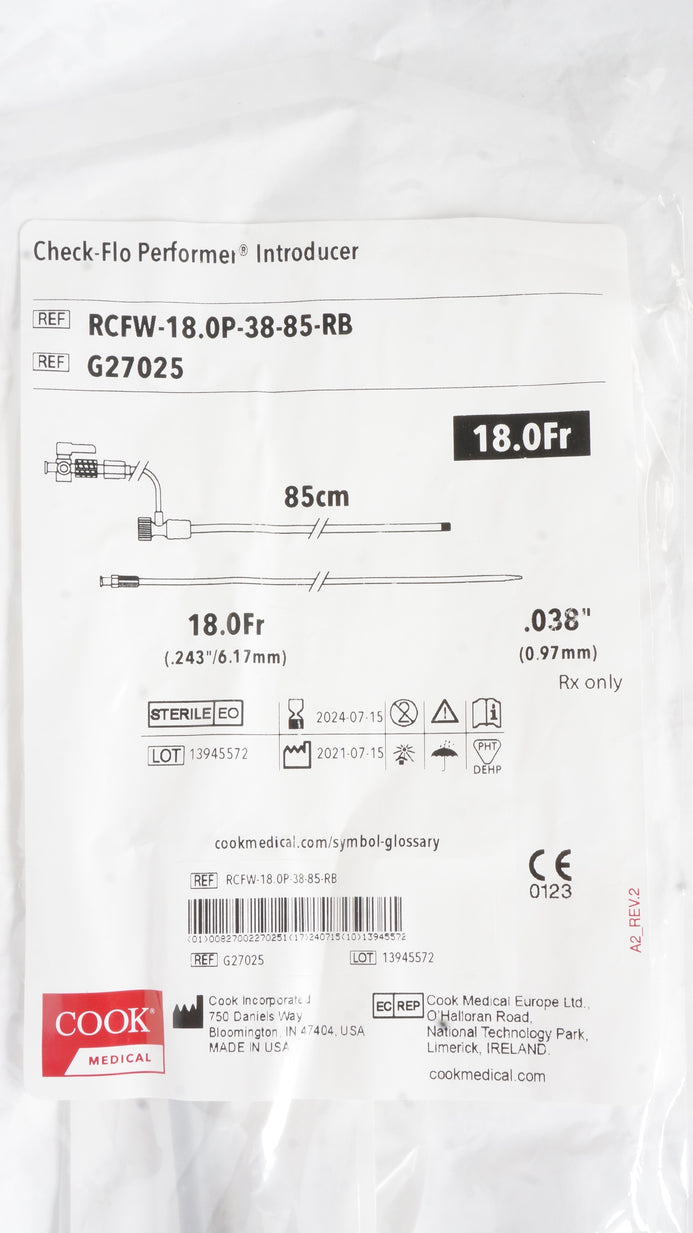 Check-Flo Performer® Introducer
REF RCFW-18.0P-38-85-RB
REF G27025
18.0Fr
85cm
18.0Fr
(.243"/6.17mm)
.038"
(0.97mm)
Rx only
STERILE EO 2024-07-15
LOT 13945572 2021-07-15 PHT
DEHP
cookmedical.com/symbol-glossary
REF RCFW-18.0P-38-85-RB
(01)00827002270251(17)240715(10)13945572
REF G27025 LOT 13945572
CE
0123
A2_REV.2
COOK®
MEDICAL
Cook Incorporated
750 Daniels Way
Bloomington, IN 47404, USA
MADE IN USA
EC REP Cook Medical Europe Ltd.,
O'Halloran Road,
National Technology Park,
Limerick, IRELAND.
cookmedical.com